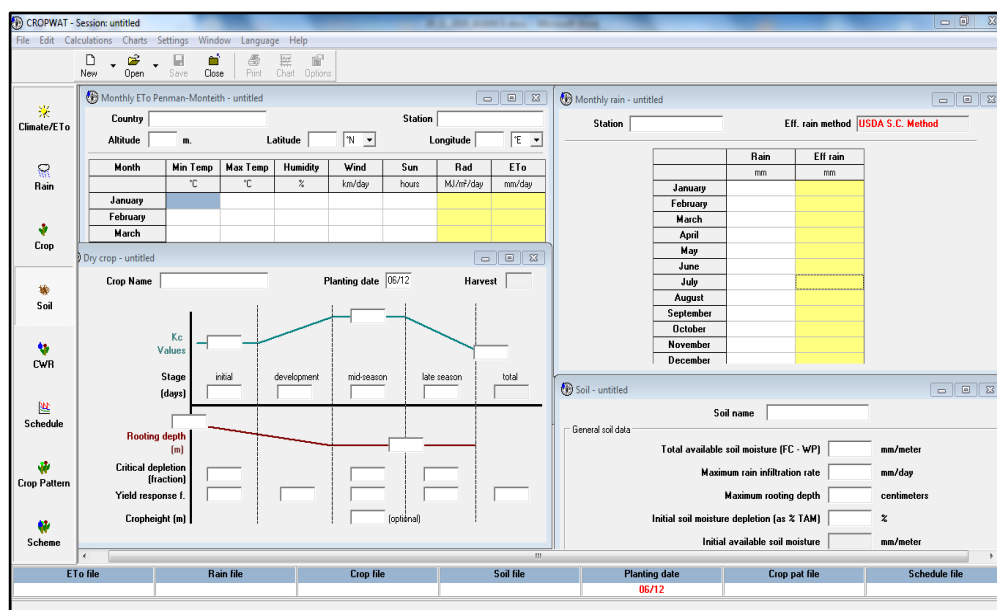 CROPWAT - Session: untitled
File Edit Calculations Charts Settings Window Language Help
New Open Save Close Print Chart Options
Climate/ETo
Rain
Crop
Soil
CWR
Schedule
Crop Pattern
Scheme
Monthly ETo Penman-Monteith - untitled
Country Station
Altitude m. Latitude °N Longitude °E
Month Min Temp Max Temp Humidity Wind Sun Rad ETo
°C °C % km/day hours MJ/m²/day mm/day
January
February
March
Monthly rain - untitled
Station Eff. rain method USDA S.C. Method
Rain Eff rain
mm mm
January
February
March
April
May
June
July
August
September
October
November
December
Dry crop - untitled
Crop Name Planting date 06/12 Harvest
Kc
Values
Stage initial development mid-season late season total
(days)
Rooting depth
(m)
Critical depletion
(fraction)
Yield response f.
Cropheight (m) (optional)
Soil - untitled
Soil name
General soil data
Total available soil moisture (FC - WP) mm/meter
Maximum rain infiltration rate mm/day
Maximum rooting depth centimeters
Initial soil moisture depletion (as % TAM) %
Initial available soil moisture mm/meter
ETo file Rain file Crop file Soil file Planting date Crop pat file Schedule file
06/12